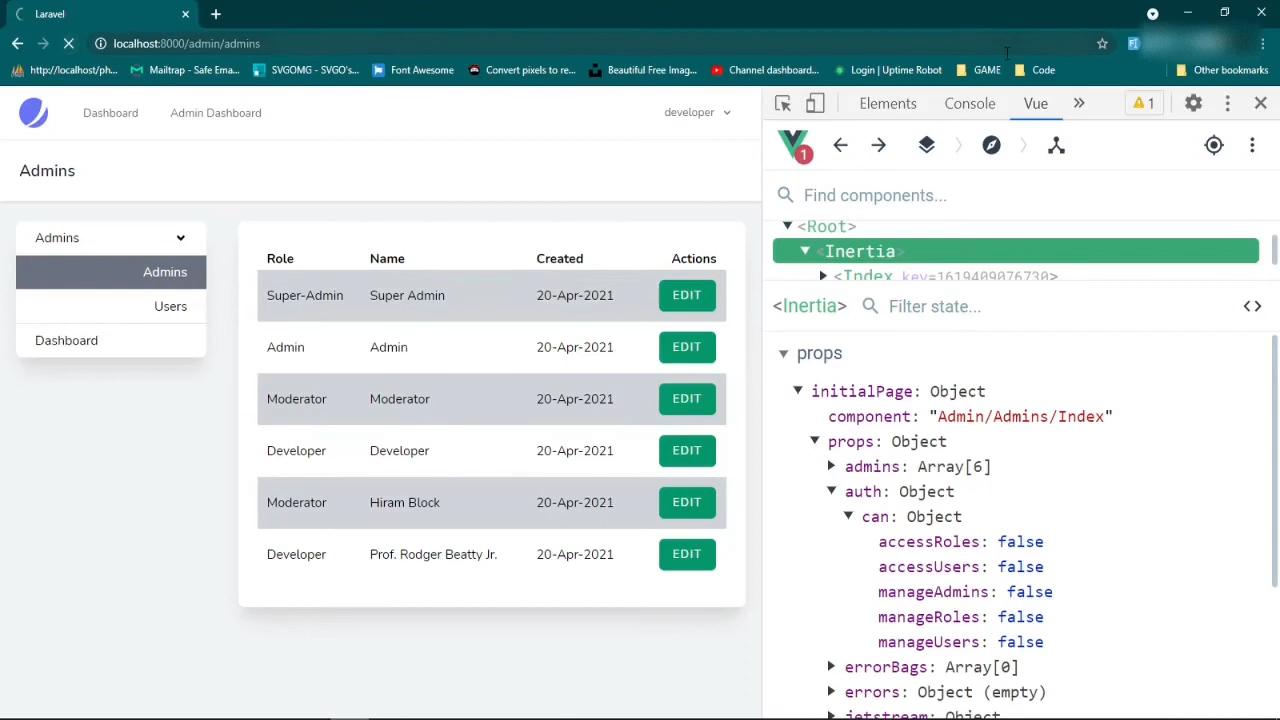 Laravel
localhost:8000/admin/admins
http://localhost/ph...
Mailtrap - Safe Ema...
SVGOMG - SVGO's...
Font Awesome
Convert pixels to re...
Beautiful Free Imag...
Channel dashboard...
Login | Uptime Robot
GAME
Code
Other bookmarks
Dashboard
Admin Dashboard
developer
Admins
Admins
Admins
Users
Dashboard
Role Name Created Actions
Super-Admin Super Admin 20-Apr-2021 EDIT
Admin Admin 20-Apr-2021 EDIT
Moderator Moderator 20-Apr-2021 EDIT
Developer Developer 20-Apr-2021 EDIT
Moderator Hiram Block 20-Apr-2021 EDIT
Developer Prof. Rodger Beatty Jr. 20-Apr-2021 EDIT
Elements Console Vue 1
1
Find components...
<Root>
<Inertia>
<Index key=1619409076730>
<Inertia> Filter state...
props
initialPage: Object
component: "Admin/Admins/Index"
props: Object
admins: Array[6]
auth: Object
can: Object
accessRoles: false
accessUsers: false
manageAdmins: false
manageRoles: false
manageUsers: false
errorBags: Array[0]
errors: Object (empty)
jetstream: Object